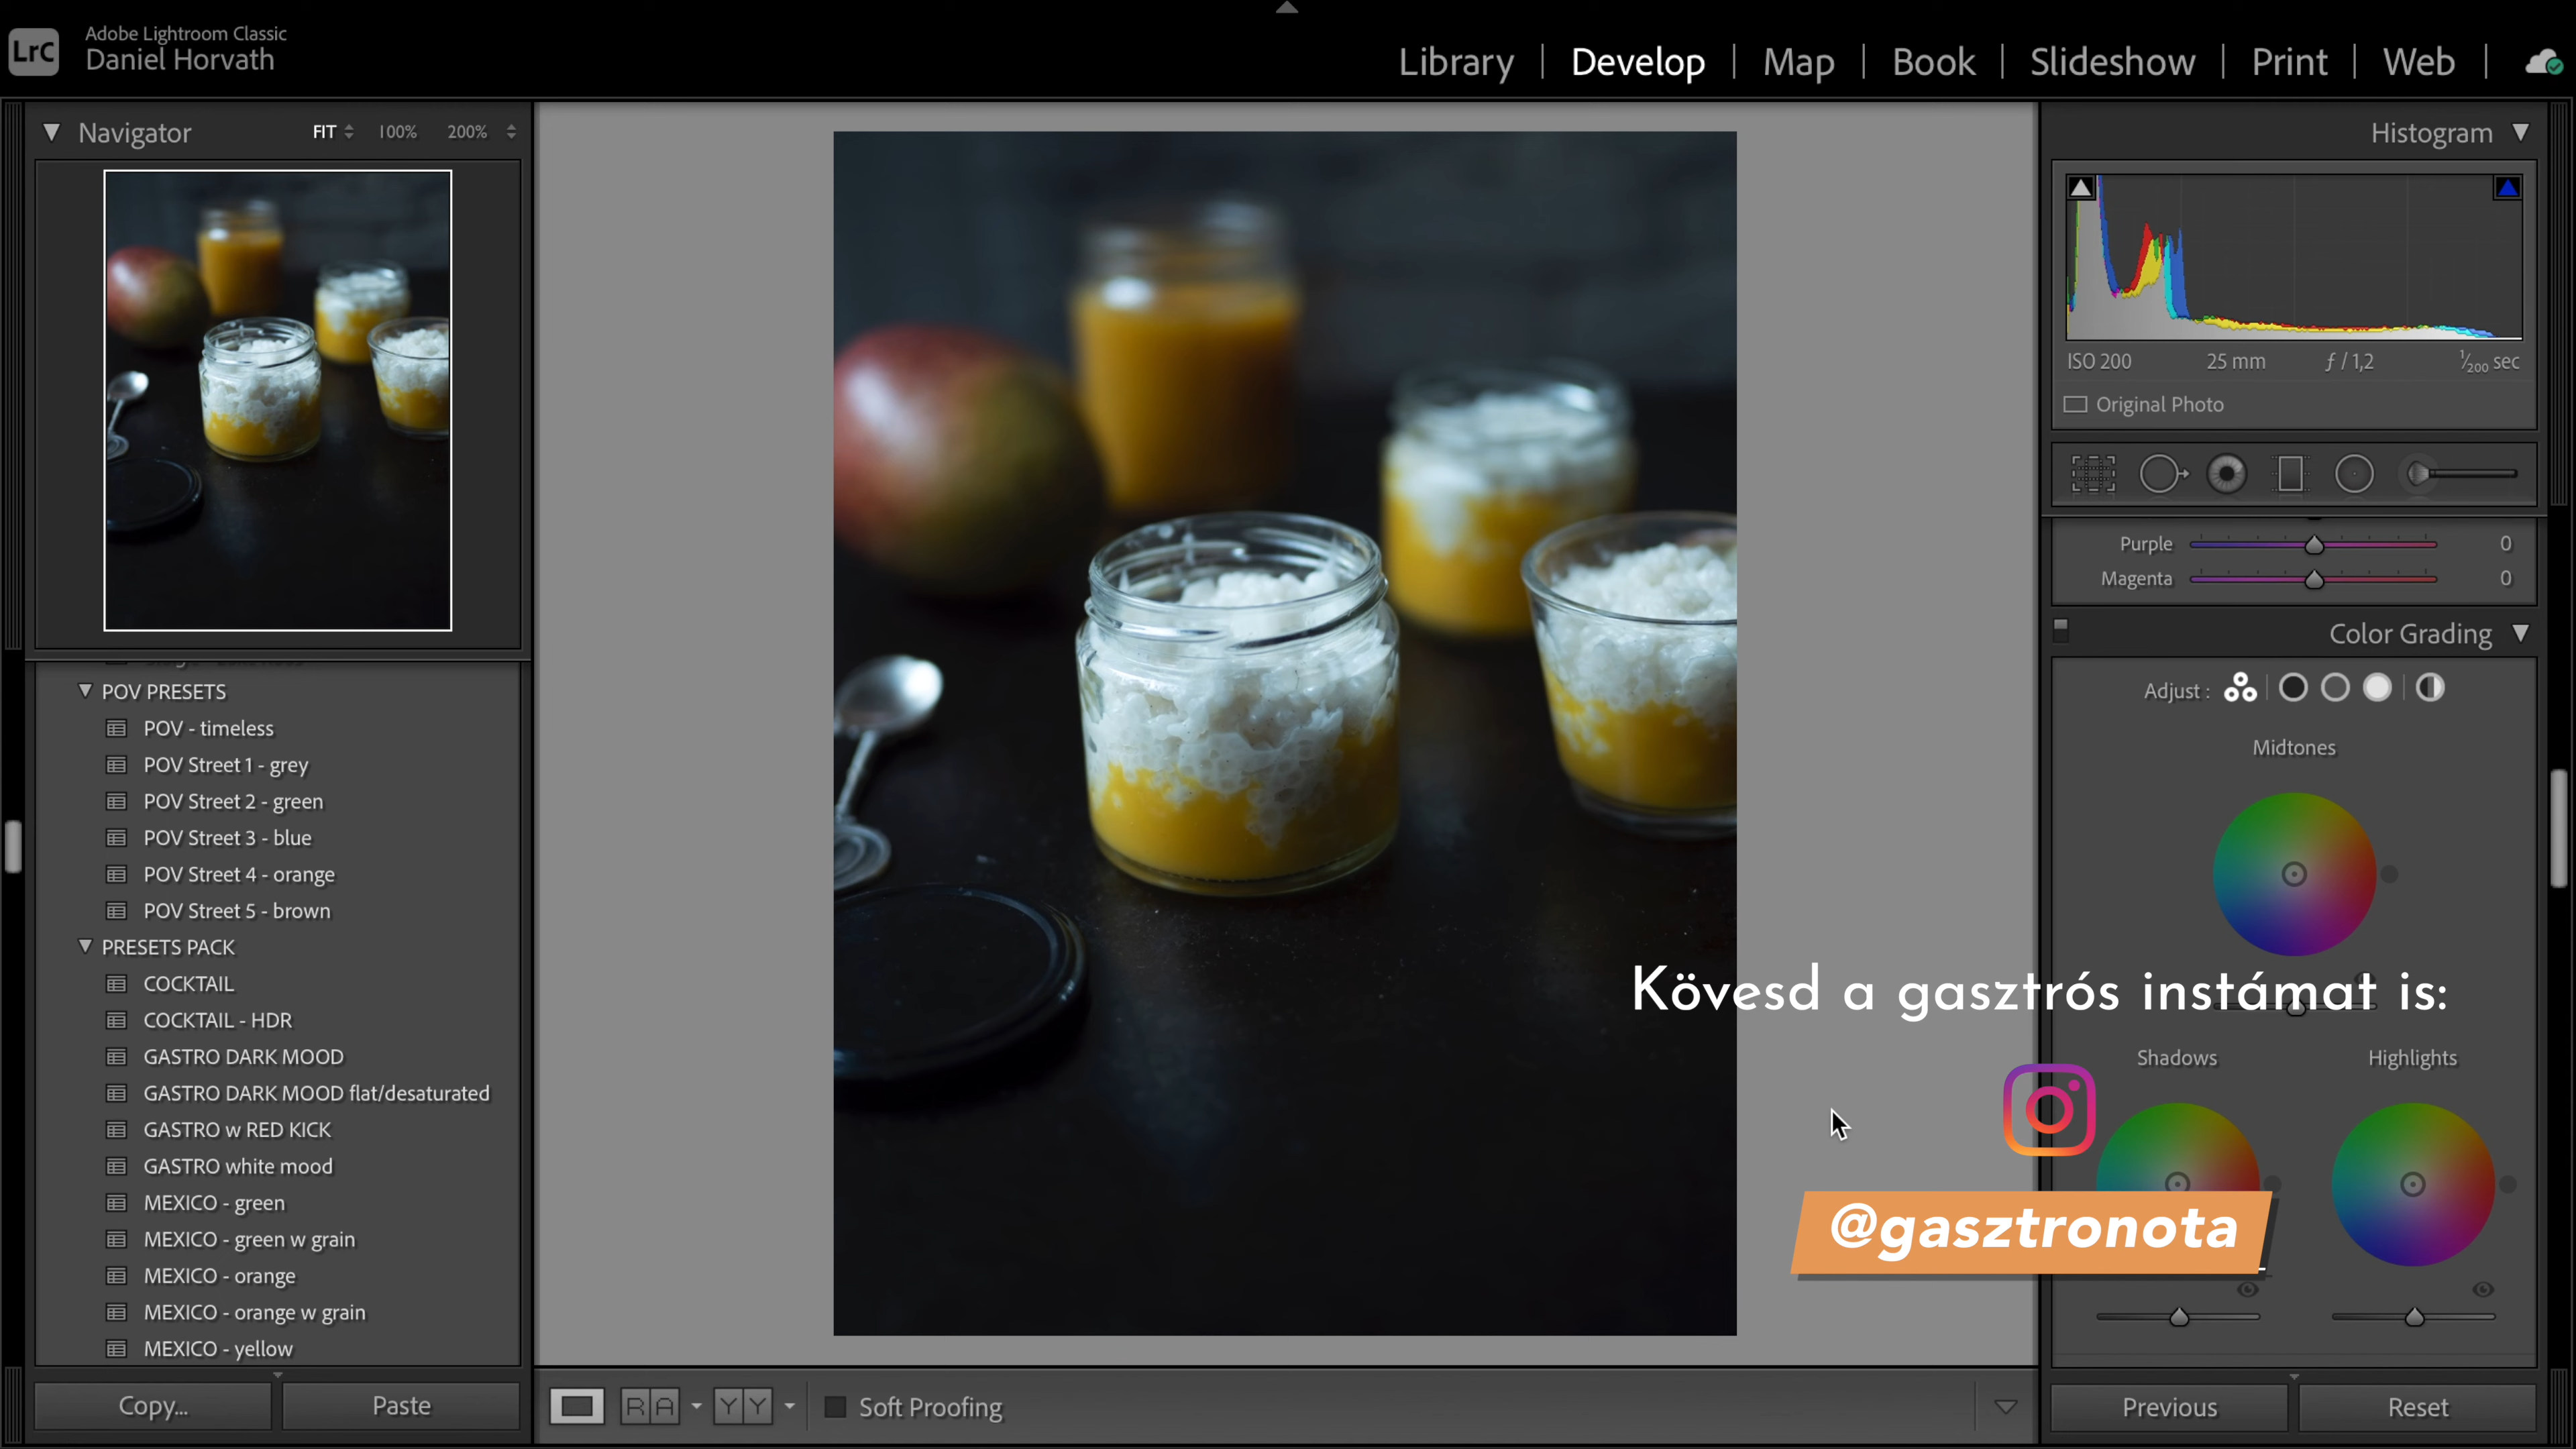 LrC
Adobe Lightroom Classic
Daniel Horvath
Library | Develop | Map | Book | Slideshow | Print | Web |
Navigator FIT 100% 200%
POV PRESETS
POV - timeless
POV Street 1 - grey
POV Street 2 - green
POV Street 3 - blue
POV Street 4 - orange
POV Street 5 - brown
PRESETS PACK
COCKTAIL
COCKTAIL - HDR
GASTRO DARK MOOD
GASTRO DARK MOOD flat/desaturated
GASTRO w RED KICK
GASTRO white mood
MEXICO - green
MEXICO - green w grain
MEXICO - orange
MEXICO - orange w grain
MEXICO - yellow
Copy... Paste
R A Y Y Soft Proofing
Histogram
ISO 200 25 mm ƒ / 1,2 1/200 sec
Original Photo
Purple 0
Magenta 0
Color Grading
Adjust :
Midtones
Kövesd a gasztrós instámat is:
Shadows Highlights
@gasztronota
Previous Reset